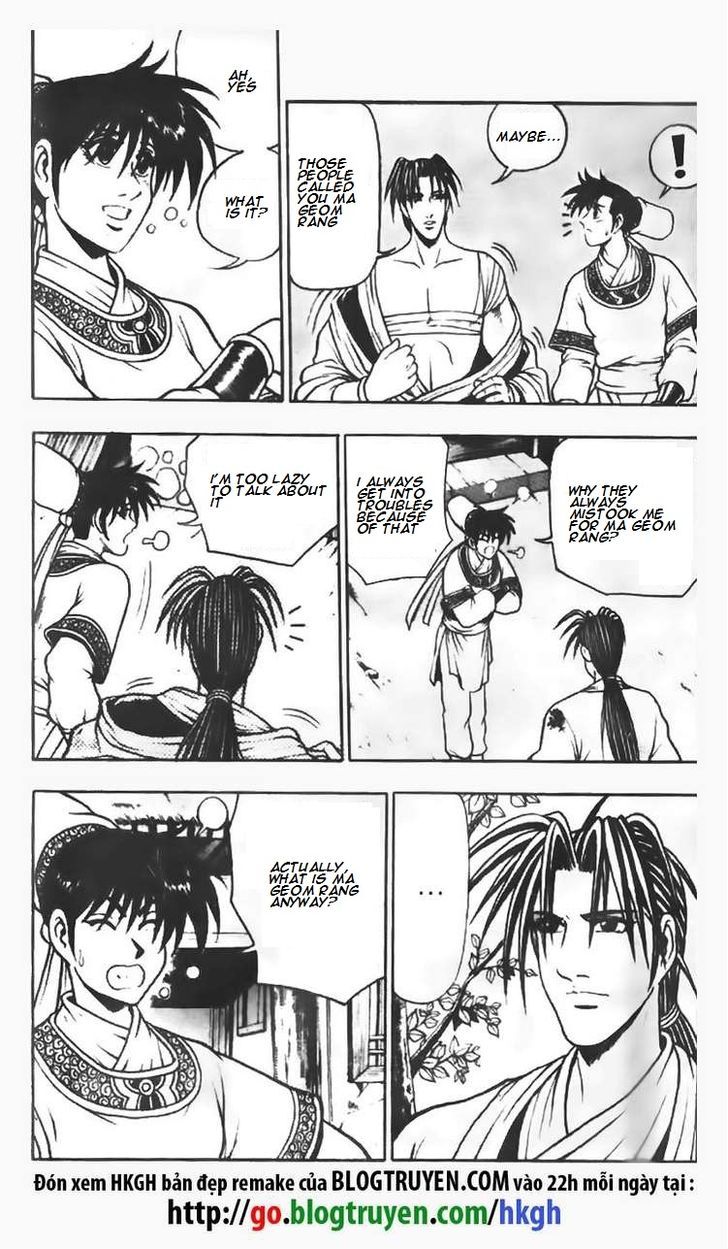 AH,
YES
WHAT
IS IT?
THOSE
PEOPLE
CALLED
YOU MA
GEOM
RANG
MAYBE...
!
I'M TOO LAZY
TO TALK ABOUT
IT
I ALWAYS
GET INTO
TROUBLES
BECAUSE
OF THAT
WHY THEY
ALWAYS
MISTOOK ME
FOR MA GEOM
RANG?
ACTUALLY,
WHAT IS MA
GEOM RANG
ANYWAY?
...
Đón xem HKGH bản đẹp remake của BLOGTRUYEN.COM vào 22h mỗi ngày tại :
http://go.blogtruyen.com/hkgh